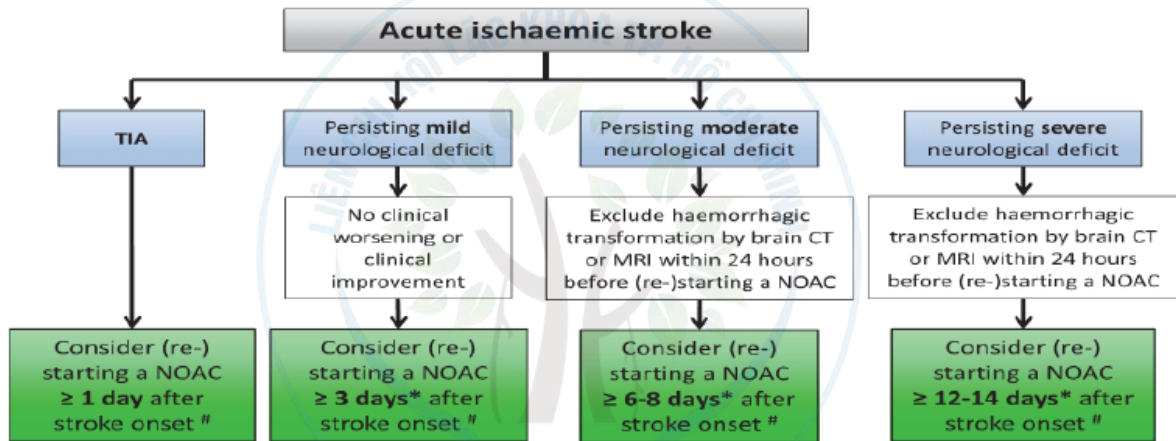 Acute ischaemic stroke
TIA
Persisting mild
neurological deficit
Persisting moderate
neurological deficit
Persisting severe
neurological deficit
No clinical
worsening or
clinical
improvement
Exclude haemorrhagic
transformation by brain CT
or MRI within 24 hours
before (re-)starting a NOAC
Exclude haemorrhagic
transformation by brain CT
or MRI within 24 hours
before (re-)starting a NOAC
Consider (re-)
starting a NOAC
≥ 1 day after
stroke onset #
Consider (re-)
starting a NOAC
≥ 3 days* after
stroke onset #
Consider (re-)
starting a NOAC
≥ 6-8 days* after
stroke onset #
Consider (re-)
starting a NOAC
≥ 12-14 days* after
stroke onset #